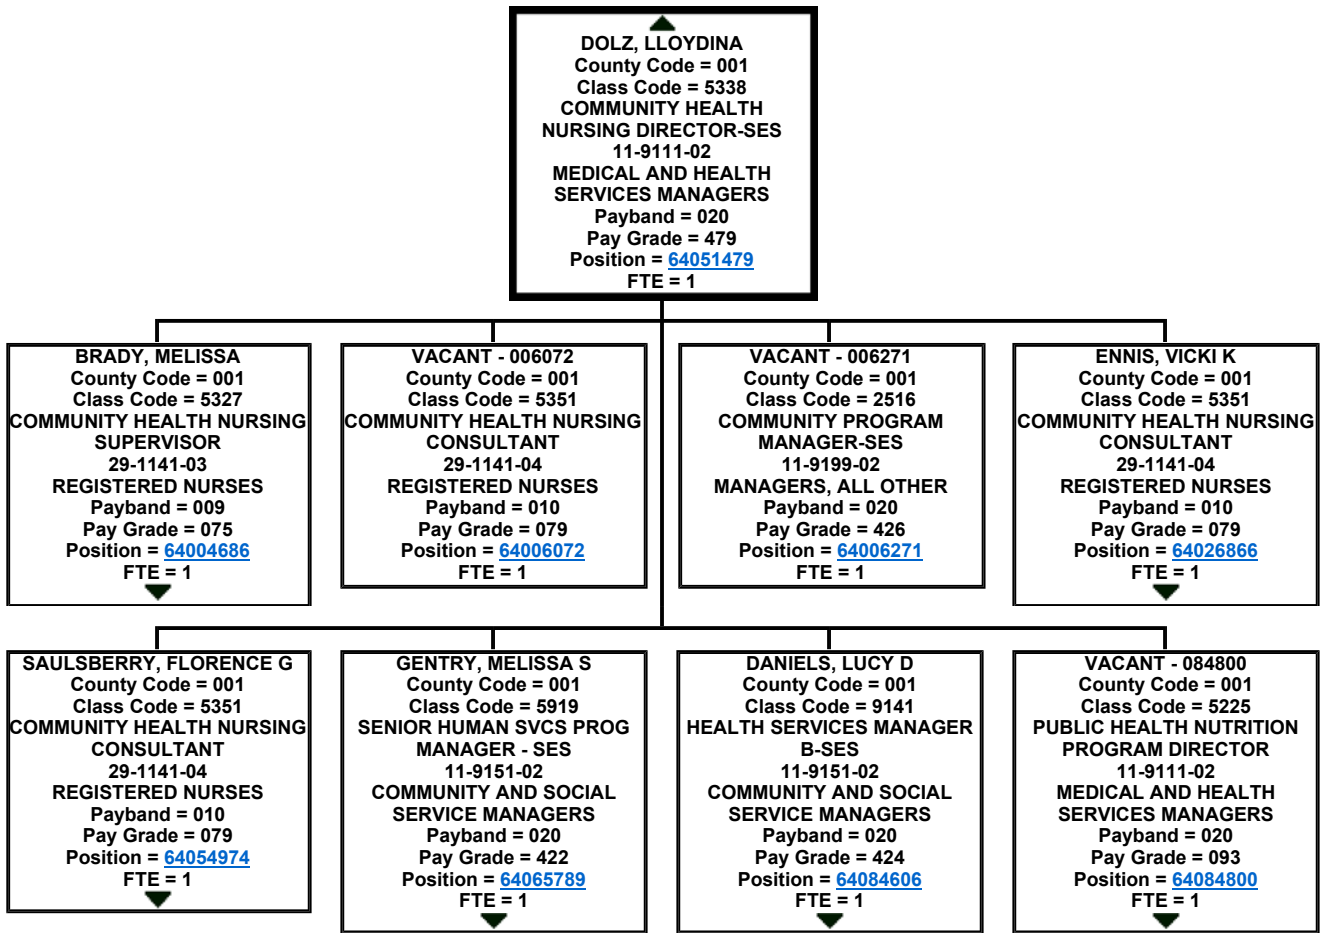 DOLZ, LLOYDINA
County Code = 001
Class Code = 5338
COMMUNITY HEALTH
NURSING DIRECTOR-SES
11-9111-02
MEDICAL AND HEALTH
SERVICES MANAGERS
Payband = 020
Pay Grade = 479
Position = 64051479
FTE = 1
BRADY, MELISSA
County Code = 001
Class Code = 5327
COMMUNITY HEALTH NURSING
SUPERVISOR
29-1141-03
REGISTERED NURSES
Payband = 009
Pay Grade = 075
Position = 64004686
FTE = 1
VACANT - 006072
County Code = 001
Class Code = 5351
COMMUNITY HEALTH NURSING
CONSULTANT
29-1141-04
REGISTERED NURSES
Payband = 010
Pay Grade = 079
Position = 64006072
FTE = 1
VACANT - 006271
County Code = 001
Class Code = 2516
COMMUNITY PROGRAM
MANAGER-SES
11-9199-02
MANAGERS, ALL OTHER
Payband = 020
Pay Grade = 426
Position = 64006271
FTE = 1
ENNIS, VICKI K
County Code = 001
Class Code = 5351
COMMUNITY HEALTH NURSING
CONSULTANT
29-1141-04
REGISTERED NURSES
Payband = 010
Pay Grade = 079
Position = 64026866
FTE = 1
SAULSBERRY, FLORENCE G
County Code = 001
Class Code = 5351
COMMUNITY HEALTH NURSING
CONSULTANT
29-1141-04
REGISTERED NURSES
Payband = 010
Pay Grade = 079
Position = 64054974
FTE = 1
GENTRY, MELISSA S
County Code = 001
Class Code = 5919
SENIOR HUMAN SVCS PROG
MANAGER - SES
11-9151-02
COMMUNITY AND SOCIAL
SERVICE MANAGERS
Payband = 020
Pay Grade = 422
Position = 64065789
FTE = 1
DANIELS, LUCY D
County Code = 001
Class Code = 9141
HEALTH SERVICES MANAGER
B-SES
11-9151-02
COMMUNITY AND SOCIAL
SERVICE MANAGERS
Payband = 020
Pay Grade = 424
Position = 64084606
FTE = 1
VACANT - 084800
County Code = 001
Class Code = 5225
PUBLIC HEALTH NUTRITION
PROGRAM DIRECTOR
11-9111-02
MEDICAL AND HEALTH
SERVICES MANAGERS
Payband = 020
Pay Grade = 093
Position = 64084800
FTE = 1